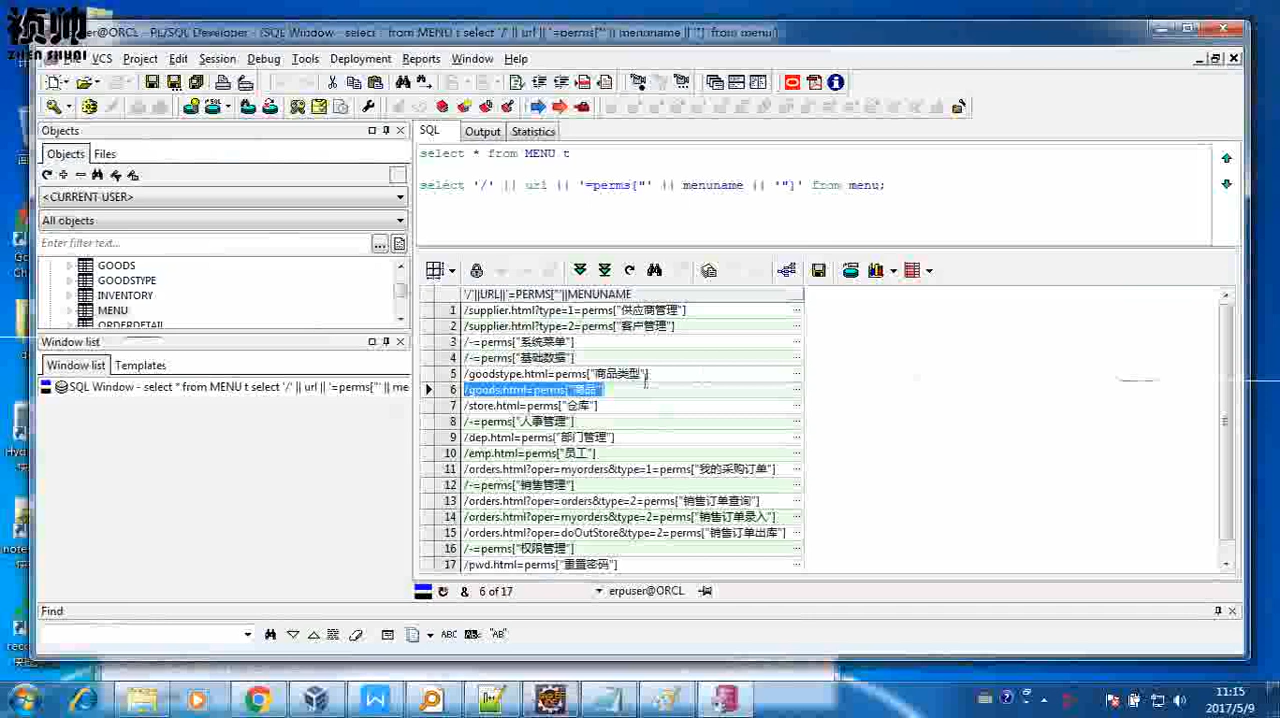 祯帅
ZHEN SHUAI
ser@ORCL - PL/SQL Developer - (SQL Window - select * from MENU t select '/' || url || '=perms["' || menuname || '"]' from menu)
VCS Project Edit Session Debug Tools Deployment Reports Window Help
Objects
Objects Files
<CURRENT USER>
All objects
Enter filter text...
GOODS
GOODSTYPE
INVENTORY
MENU
ORDERDETAIL
Window list
Window list Templates
SQL Window - select * from MENU t select '/' || url || '=perms["' || me
SQL Output Statistics
select * from MENU t
select '/' || url || '=perms["' || menuname || '"]' from menu;
'/'||URL||'=PERMS["'||MENUNAME
1 /supplier.html?type=1=perms["供应商管理"]
2 /supplier.html?type=2=perms["客户管理"]
3 /-=perms["系统菜单"]
4 /-=perms["基础数据"]
5 /goodstype.html=perms["商品类型"]
6 /goods.html=perms["商品"]
7 /store.html=perms["仓库"]
8 /-=perms["人事管理"]
9 /dep.html=perms["部门管理"]
10 /emp.html=perms["员工"]
11 /orders.html?oper=myorders&type=1=perms["我的采购订单"]
12 /-=perms["销售管理"]
13 /orders.html?oper=orders&type=2=perms["销售订单查询"]
14 /orders.html?oper=myorders&type=2=perms["销售订单录入"]
15 /orders.html?oper=doOutStore&type=2=perms["销售订单出库"]
16 /-=perms["权限管理"]
17 /pwd.html=perms["重置密码"]
& 6 of 17 erpuser@ORCL
Find:
ABC "AB"
11:15
2017/5/9